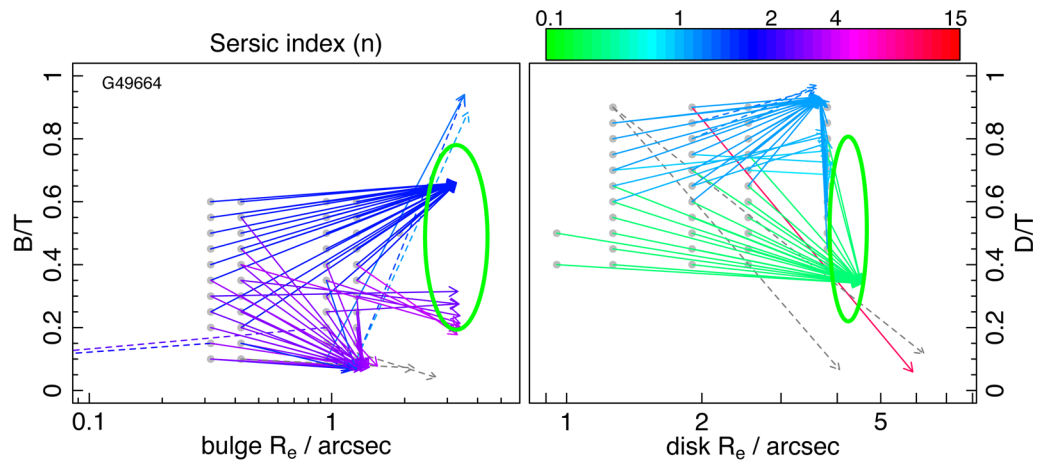 Sersic index (n)
0.1 1 2 4 15
G49664
B/T
0 0.2 0.4 0.6 0.8 1
0.1 1
bulge Re / arcsec
1 2 5
disk Re / arcsec
0 0.2 0.4 0.6 0.8 1
D/T